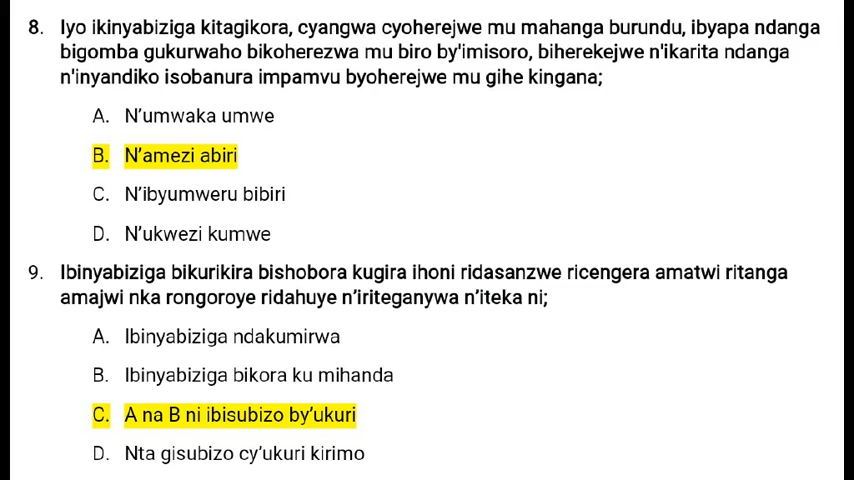 8. Iyo ikinyabiziga kitagikora, cyangwa cyoherejwe mu mahanga burundu, ibyapa ndanga
bigomba gukurwaho bikoherezwa mu biro by'imisoro, biherekejwe n'ikarita ndanga
n'inyandiko isobanura impamvu byoherejwe mu gihe kingana;
A. N'umwaka umwe
B. N'amezi abiri
C. N'ibyumweru bibiri
D. N'ukwezi kumwe
9. Ibinyabiziga bikurikira bishobora kugira ihoni ridasanzwe ricengera amatwi ritanga
amajwi nka rongoroye ridahuye n'iriteganywa n'iteka ni;
A. Ibinyabiziga ndakumirwa
B. Ibinyabiziga bikora ku mihanda
C. A na B ni ibisubizo by'ukuri
D. Nta gisubizo cy'ukuri kirimo